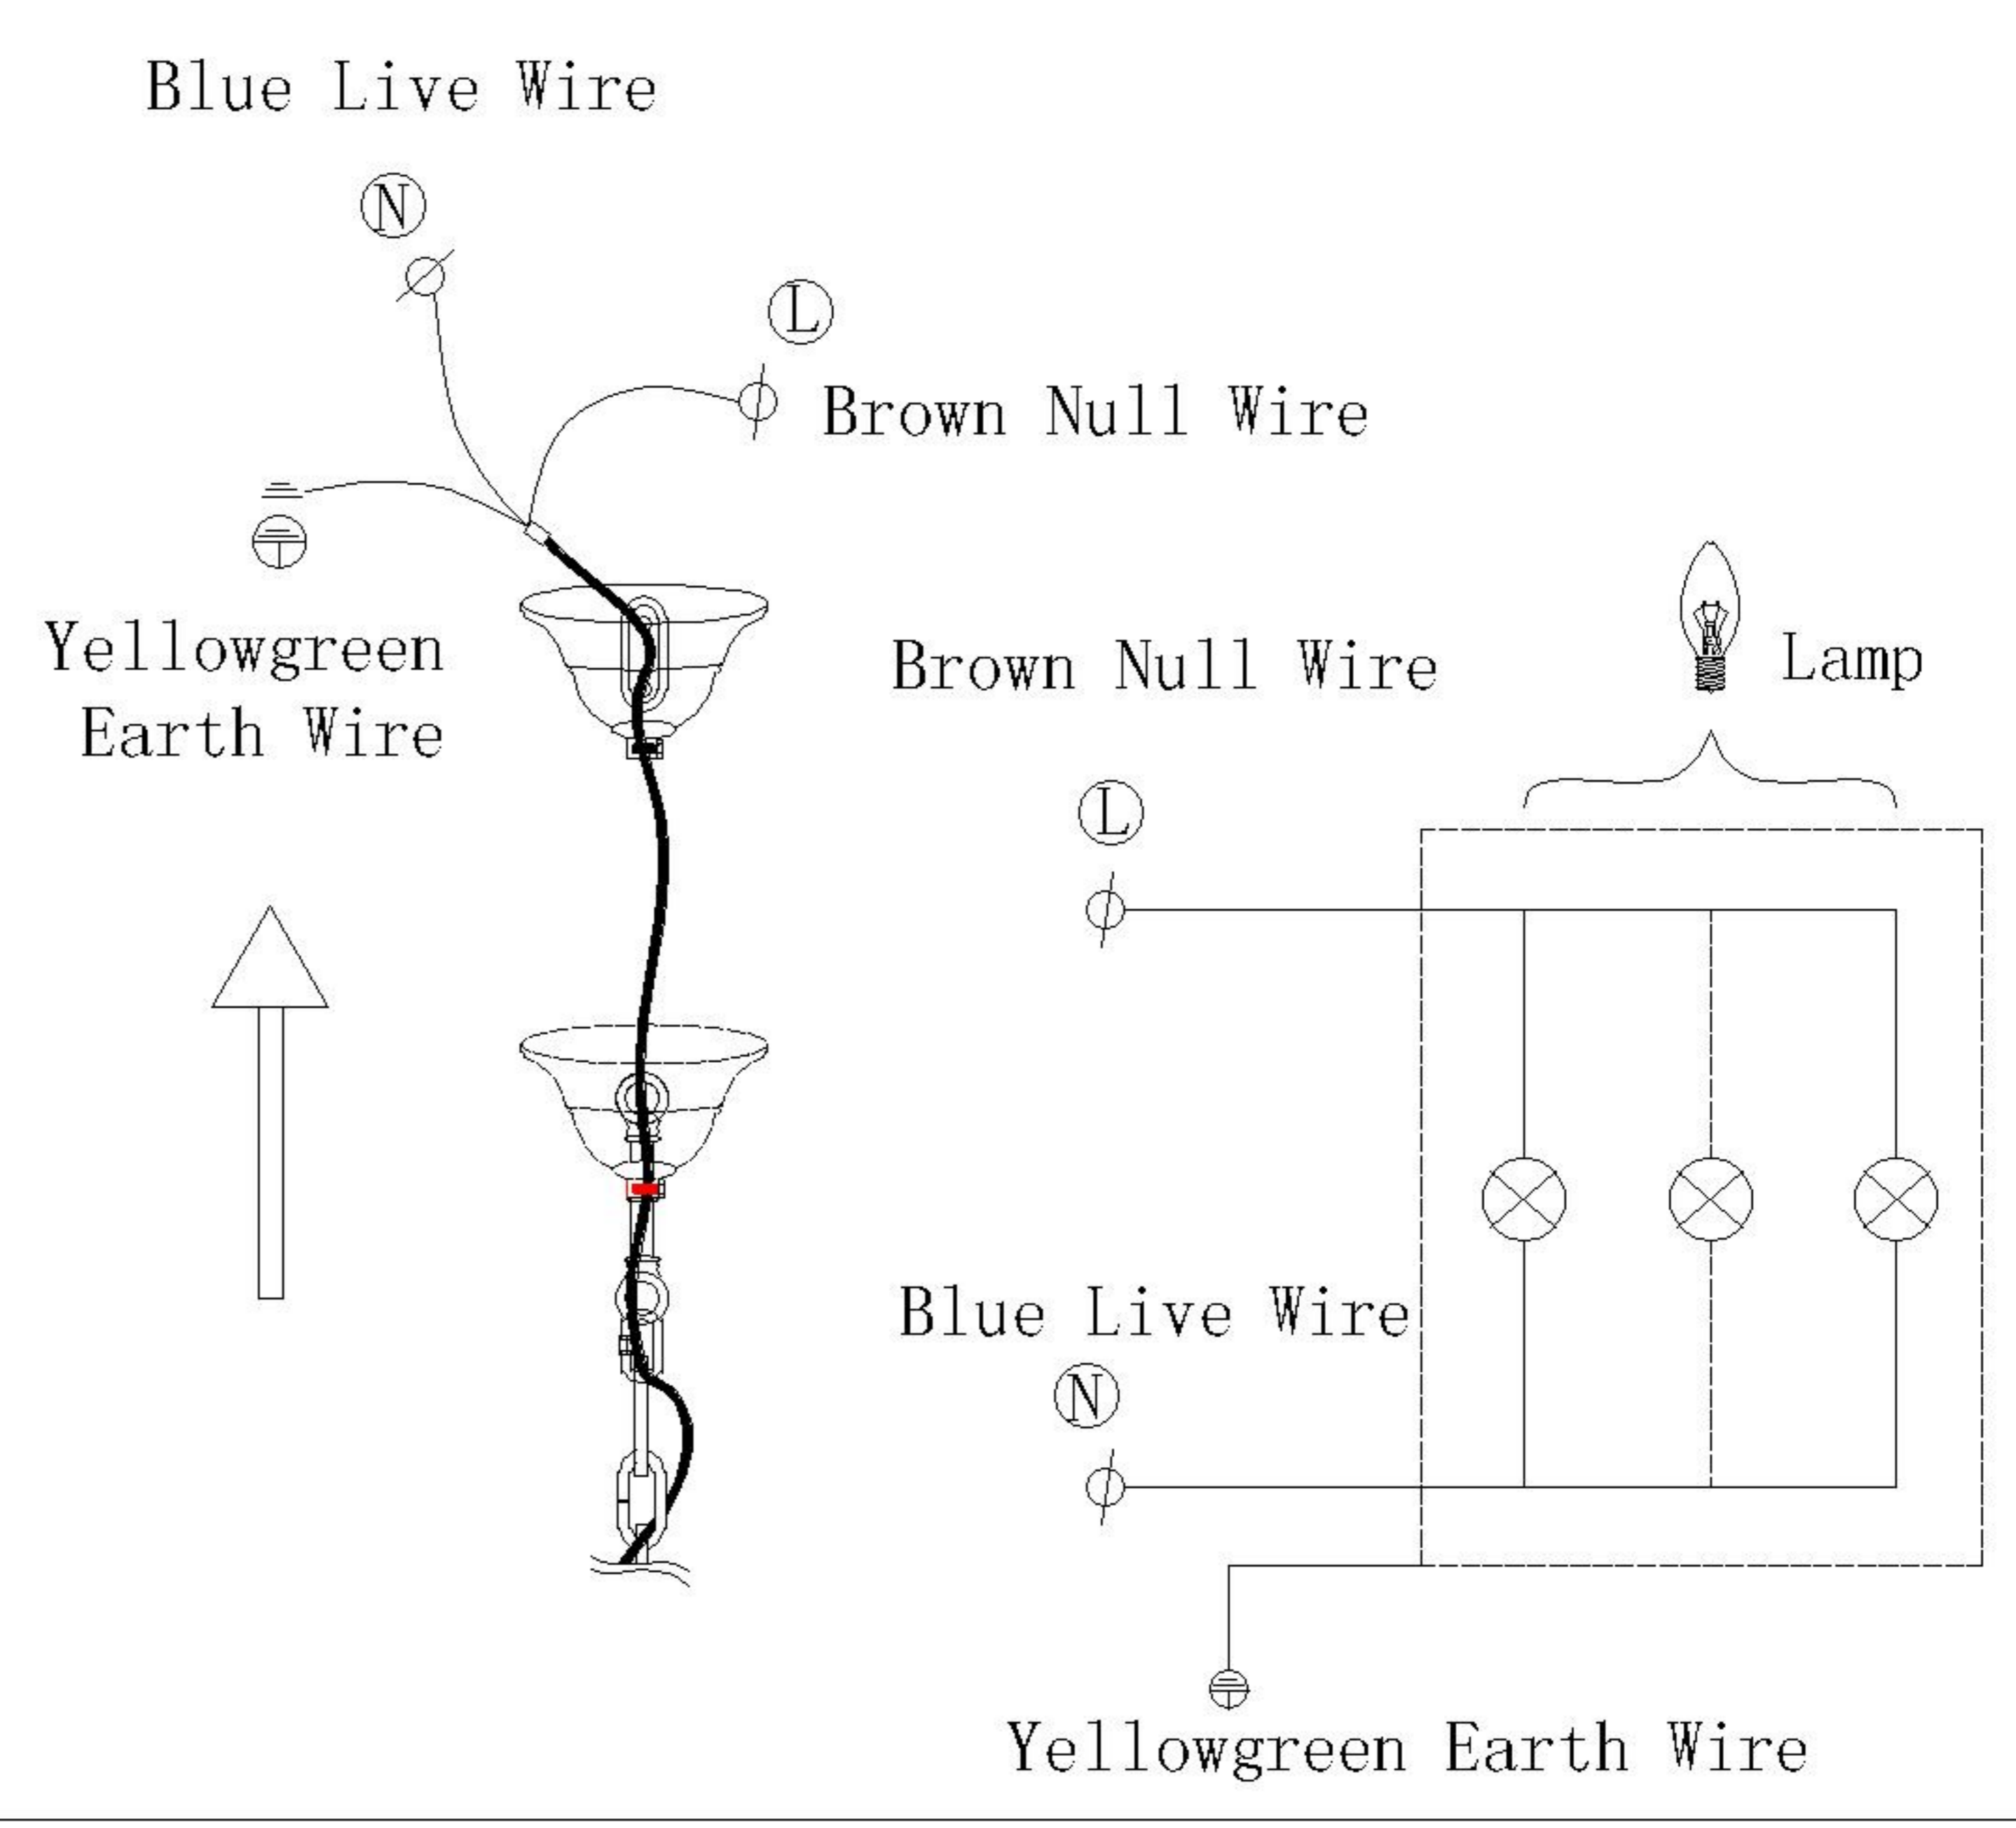 Blue Live Wire
N
L
Brown Null Wire
Yellowgreen
Earth Wire
Brown Null Wire
Lamp
L
Blue Live Wire
N
Yellowgreen Earth Wire